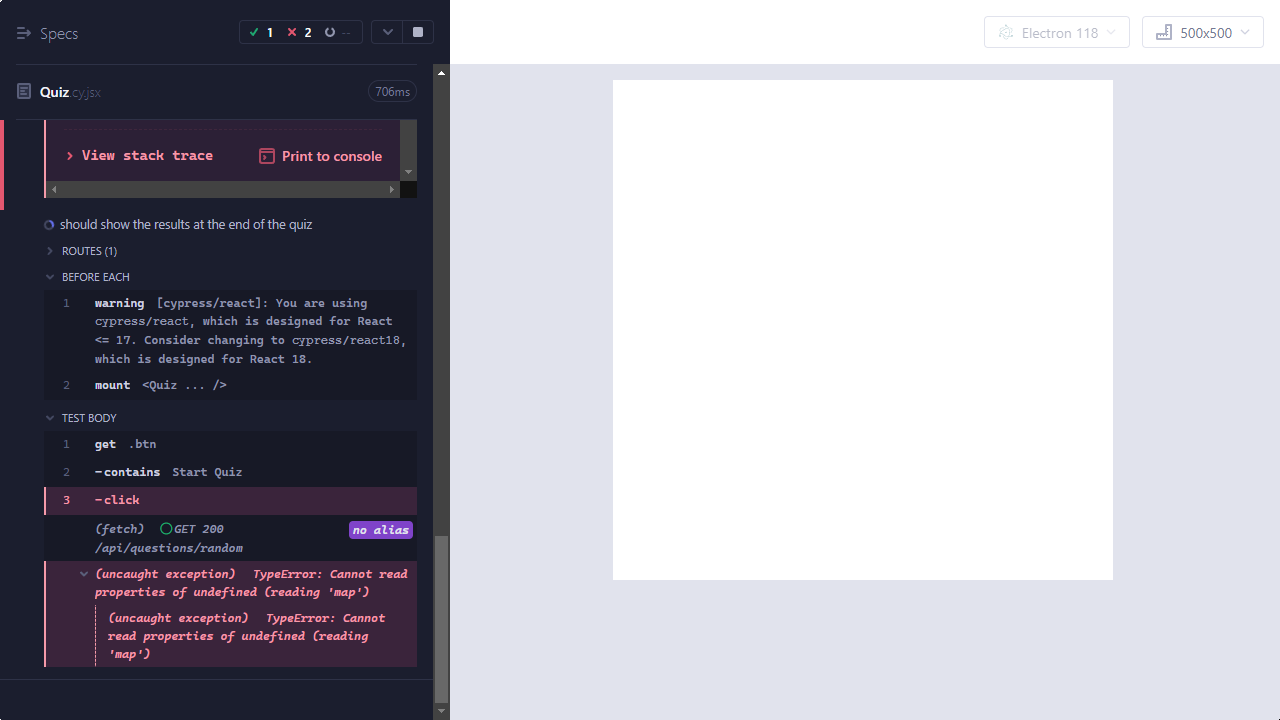 Specs
1 2 --
Electron 118
500x500
Quiz.cy.jsx
706ms
View stack trace
Print to console
should show the results at the end of the quiz
ROUTES (1)
BEFORE EACH
1 warning [cypress/react]: You are using
cypress/react, which is designed for React
<= 17. Consider changing to cypress/react18,
which is designed for React 18.
2 mount <Quiz ... />
TEST BODY
1 get .btn
2 -contains Start Quiz
3 -click
(fetch) GET 200
no alias
/api/questions/random
(uncaught exception) TypeError: Cannot read
properties of undefined (reading 'map')
(uncaught exception) TypeError: Cannot
read properties of undefined (reading
'map')